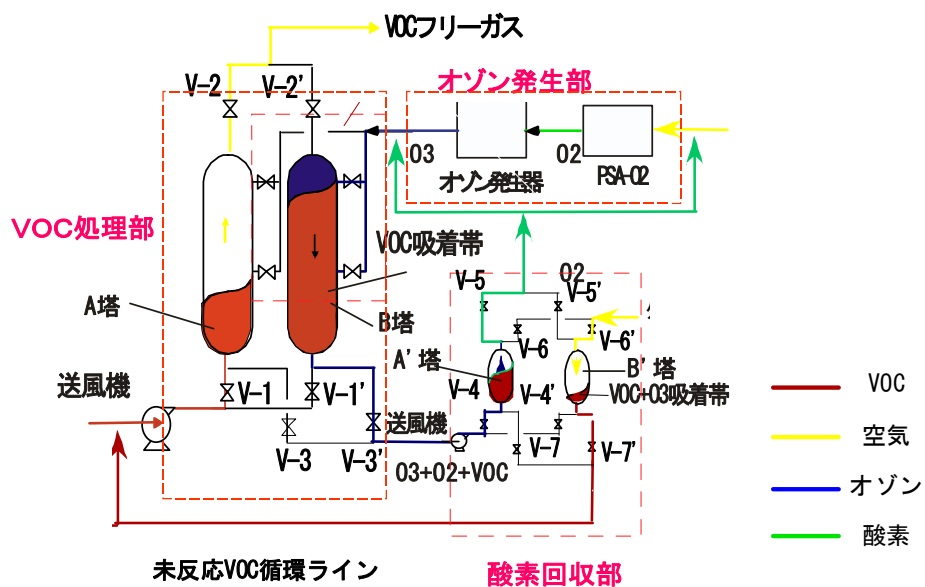 VOCフリーガス
V-2
V-2'
オゾン発生部
O3
O2
オゾン発生器
PSA-O2
VOC処理部
VOC吸着帯
A塔
B塔
O2
V-5
V-5'
V-6
V-6'
A'塔
B'塔
VOC+O3吸着帯
V-4
V-4'
送風機
V-1
V-1'
送風機
V-3
V-3'
V-7
V-7'
O3+O2+VOC
未反応VOC循環ライン
酸素回収部
VOC
空気
オゾン
酸素